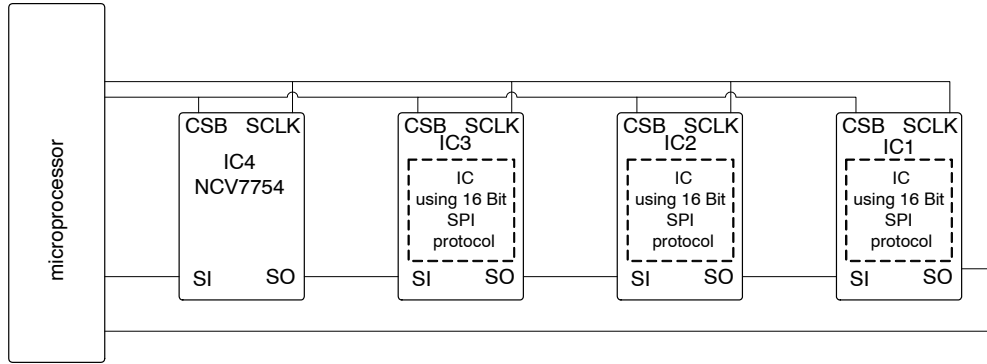 microprocessor
CSB SCLK
IC4
NCV7754
SI SO
CSB SCLK
IC3
IC
using 16 Bit
SPI
protocol
SI SO
CSB SCLK
IC2
IC
using 16 Bit
SPI
protocol
SI SO
CSB SCLK
IC1
IC
using 16 Bit
SPI
protocol
SI SO